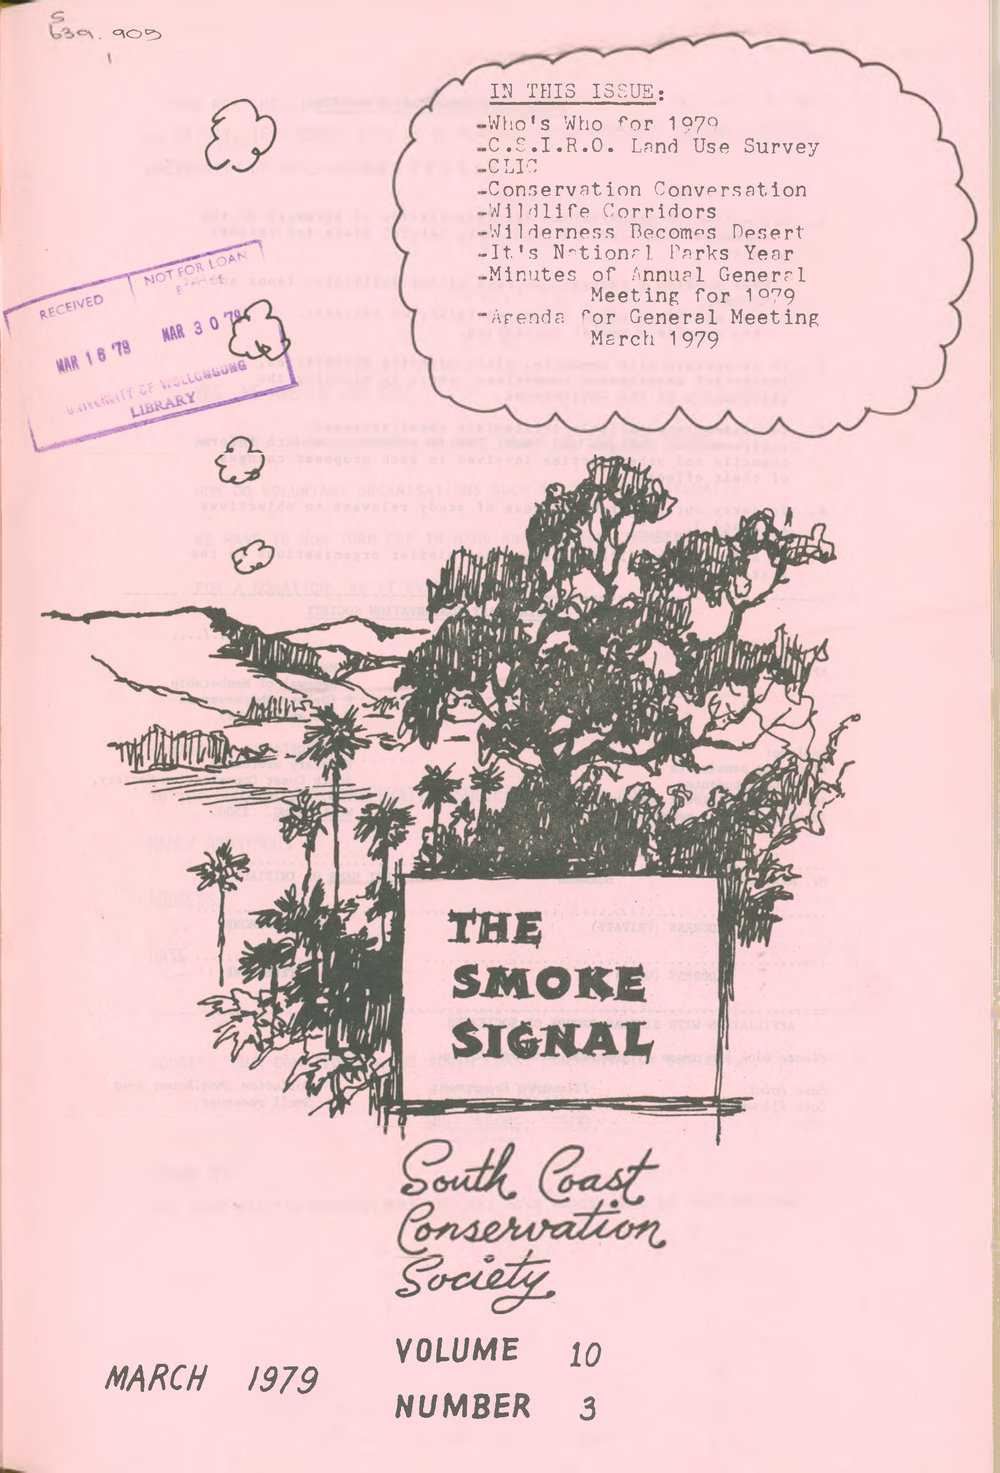 S
639.905
1
IN THIS ISSUE:
-Who's Who for 1979
-C.S.I.R.O. Land Use Survey
-CLIC
-Conservation Conversation
-Wildlife Corridors
-Wilderness Becomes Desert
-It's National Parks Year
-Minutes of Annual General
Meeting for 1979
-Agenda for General Meeting
March 1979
RECEIVED
NOT FOR LOAN
MAR 16 '79
MAR 30 '79
UNIVERSITY OF WOLLONGONG
LIBRARY
THE
SMOKE
SIGNAL
South Coast
Conservation
Society
MARCH 1979
VOLUME 10
NUMBER 3